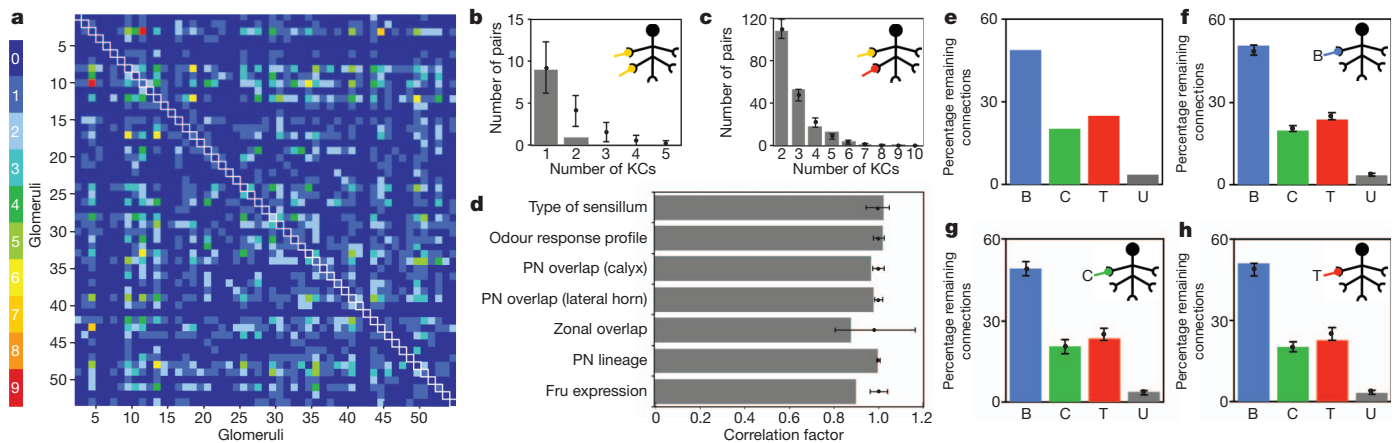 a
0
1
2
3
4
5
6
7
8
9
Glomeruli
5
10
15
20
25
30
35
40
45
50
5 10 15 20 25 30 35 40 45 50
Glomeruli
b
Number of pairs
15
10
5
0
1 2 3 4 5
Number of KCs
c
Number of pairs
120
80
40
0
2 3 4 5 6 7 8 9 10
Number of KCs
d
Type of sensillum
Odour response profile
PN overlap (calyx)
PN overlap (lateral horn)
Zonal overlap
PN lineage
Fru expression
0 0.2 0.4 0.6 0.8 1.0 1.2
Correlation factor
e
Percentage remaining
connections
60
30
0
B C T U
f
Percentage remaining
connections
60
30
0
B
B C T U
g
Percentage remaining
connections
60
30
0
C
B C T U
h
Percentage remaining
connections
60
30
0
T
B C T U